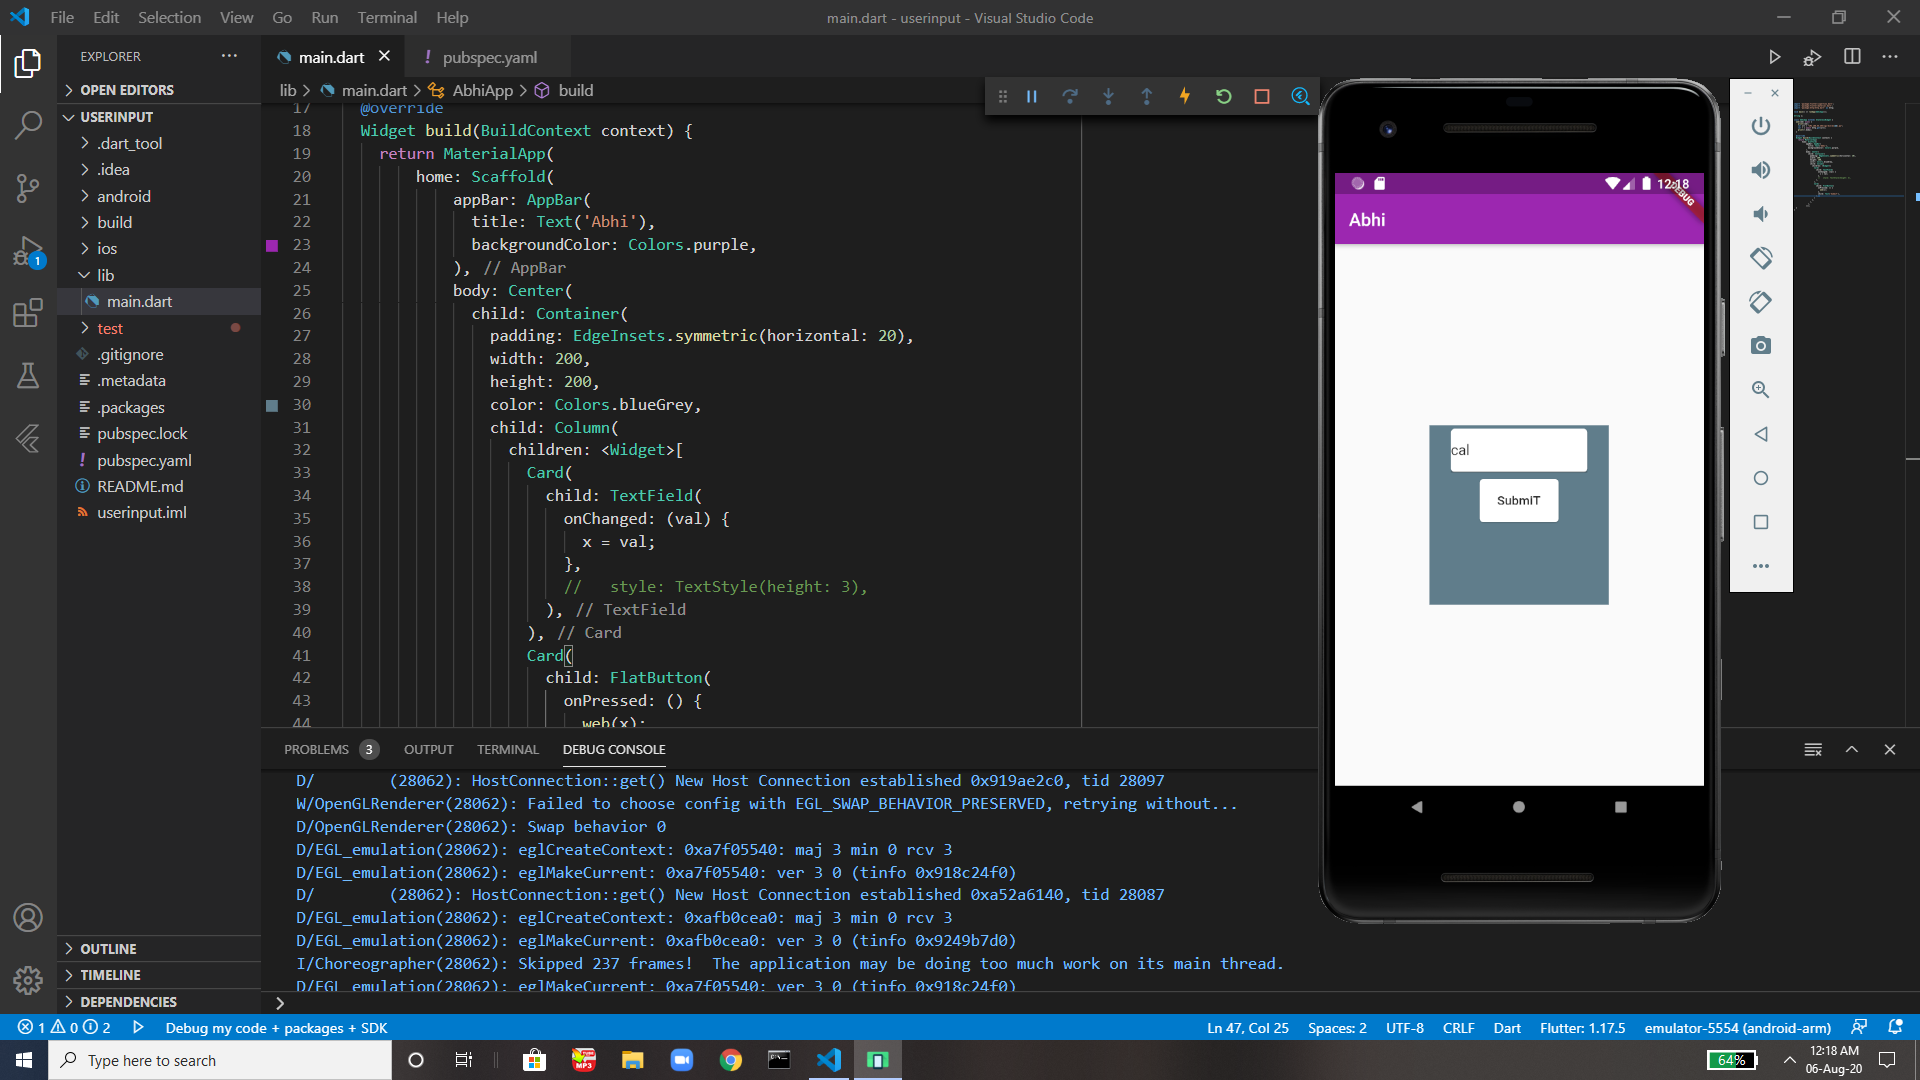 File Edit Selection View Go Run Terminal Help
main.dart - userinput - Visual Studio Code
EXPLORER
OPEN EDITORS
USERINPUT
.dart_tool
.idea
android
build
ios
lib
main.dart
test
.gitignore
.metadata
.packages
pubspec.lock
pubspec.yaml
README.md
userinput.iml
OUTLINE
TIMELINE
DEPENDENCIES
1
main.dart
! pubspec.yaml
lib > main.dart > AbhiApp > build
17 @override
18 Widget build(BuildContext context) {
19 return MaterialApp(
20 home: Scaffold(
21 appBar: AppBar(
22 title: Text('Abhi'),
23 backgroundColor: Colors.purple,
24 ), // AppBar
25 body: Center(
26 child: Container(
27 padding: EdgeInsets.symmetric(horizontal: 20),
28 width: 200,
29 height: 200,
30 color: Colors.blueGrey,
31 child: Column(
32 children: <Widget>[
33 Card(
34 child: TextField(
35 onChanged: (val) {
36 x = val;
37 },
38 // style: TextStyle(height: 3),
39 ), // TextField
40 ), // Card
41 Card(
42 child: FlatButton(
43 onPressed: () {
44 web(x);
12:18
DEBUG
Abhi
cal
SubmIT
PROBLEMS 3 OUTPUT TERMINAL DEBUG CONSOLE
D/ (28062): HostConnection::get() New Host Connection established 0x919ae2c0, tid 28097
W/OpenGLRenderer(28062): Failed to choose config with EGL_SWAP_BEHAVIOR_PRESERVED, retrying without...
D/OpenGLRenderer(28062): Swap behavior 0
D/EGL_emulation(28062): eglCreateContext: 0xa7f05540: maj 3 min 0 rcv 3
D/EGL_emulation(28062): eglMakeCurrent: 0xa7f05540: ver 3 0 (tinfo 0x918c24f0)
D/ (28062): HostConnection::get() New Host Connection established 0xa52a6140, tid 28087
D/EGL_emulation(28062): eglCreateContext: 0xafb0cea0: maj 3 min 0 rcv 3
D/EGL_emulation(28062): eglMakeCurrent: 0xafb0cea0: ver 3 0 (tinfo 0x9249b7d0)
I/Choreographer(28062): Skipped 237 frames! The application may be doing too much work on its main thread.
D/EGL_emulation(28062): eglMakeCurrent: 0xa7f05540: ver 3 0 (tinfo 0x918c24f0)
1 0 2 Debug my code + packages + SDK
Ln 47, Col 25 Spaces: 2 UTF-8 CRLF Dart Flutter: 1.17.5 emulator-5554 (android-arm)
Type here to search
MP3
64%
12:18 AM
06-Aug-20